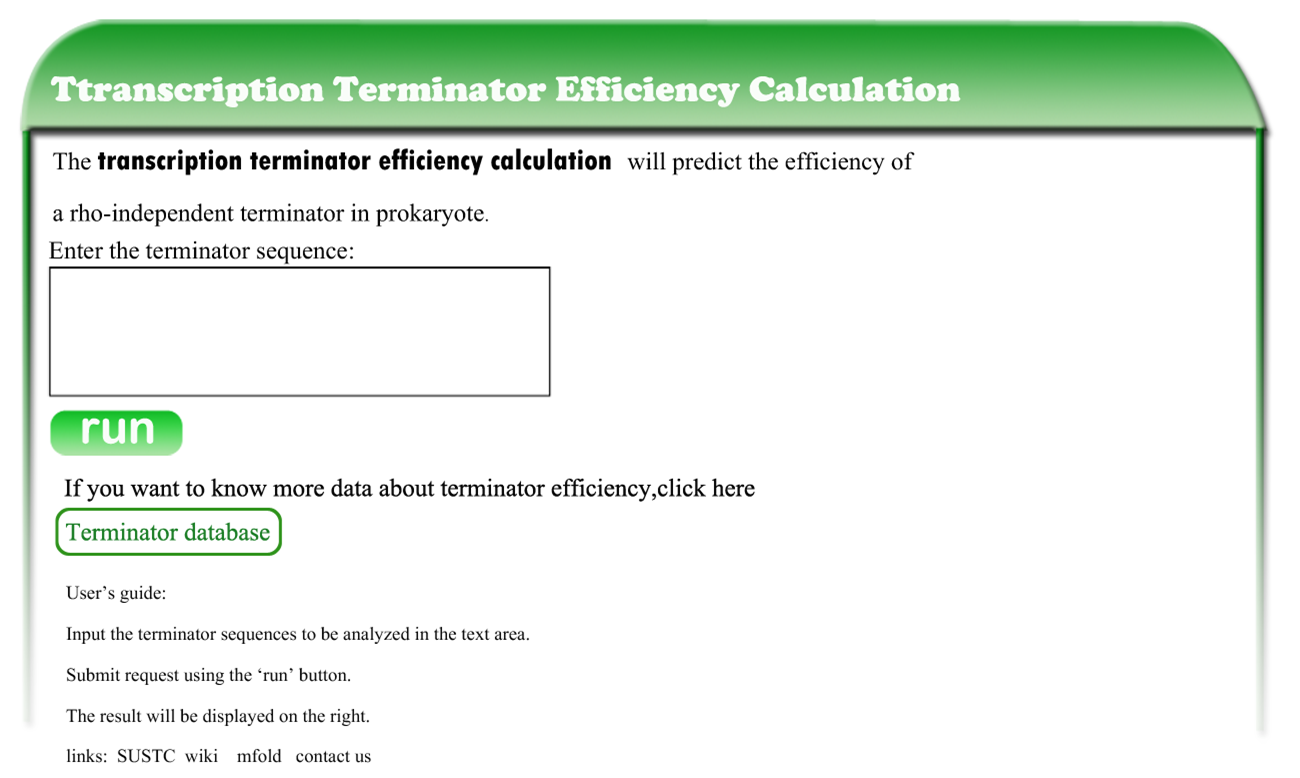 Ttranscription Terminator Efficiency Calculation
The transcription terminator efficiency calculation will predict the efficiency of
a rho-independent terminator in prokaryote.
Enter the terminator sequence:
run
If you want to know more data about terminator efficiency,click here
Terminator database
User’s guide:
Input the terminator sequences to be analyzed in the text area.
Submit request using the ‘run’ button.
The result will be displayed on the right.
links: SUSTC wiki mfold contact us